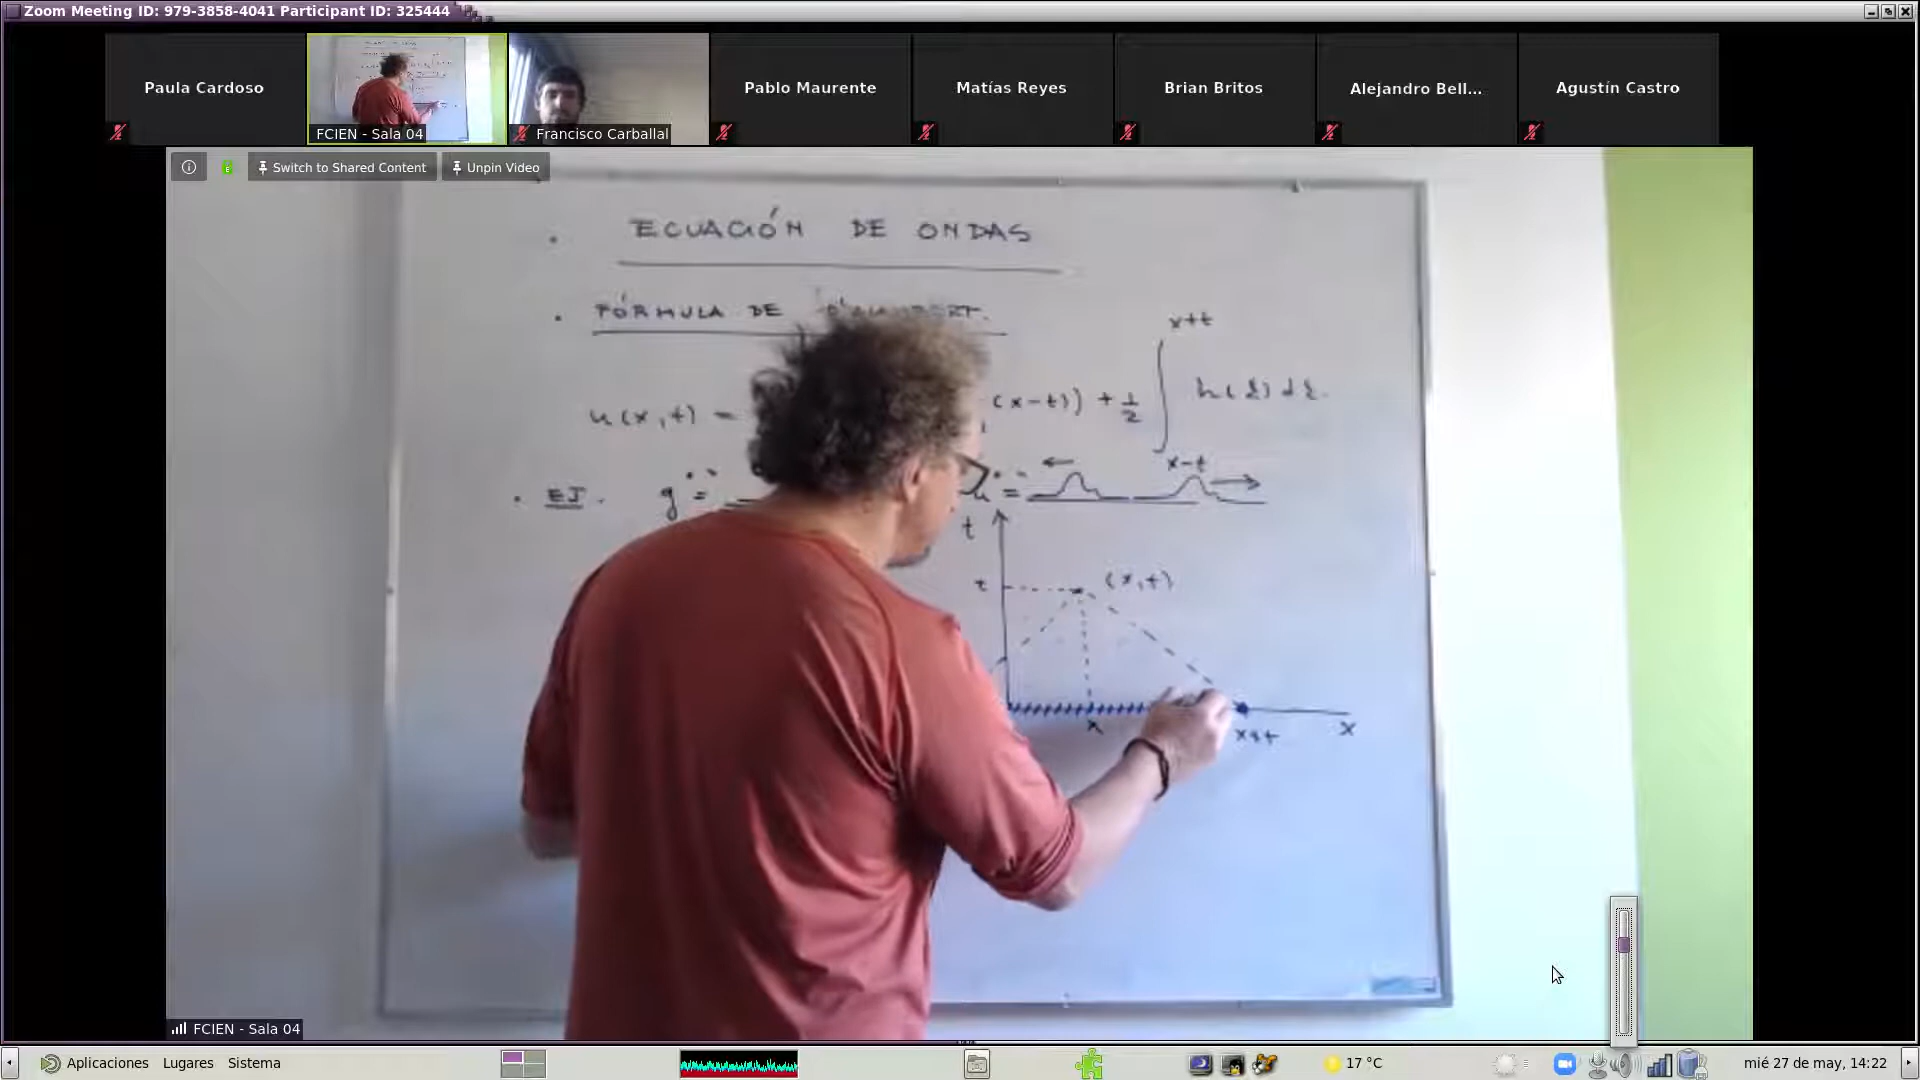 Zoom Meeting ID: 979-3858-4041 Participant ID: 325444
Paula Cardoso
FCIEN - Sala 04
Francisco Carballal
Pablo Maurente
Matías Reyes
Brian Britos
Alejandro Bell...
Agustín Castro
Switch to Shared Content
Unpin Video
ECUACIÓN DE ONDAS
FÓRMULA DE D'ALAMBERT.
x+t
u(x,t) = (x-t)) + 1/2 ∫ h(ξ) dξ.
x-t
EJ. g = u =
t
t (x,t)
x x+t x
FCIEN - Sala 04
Aplicaciones Lugares Sistema 17 °C mié 27 de may, 14:22